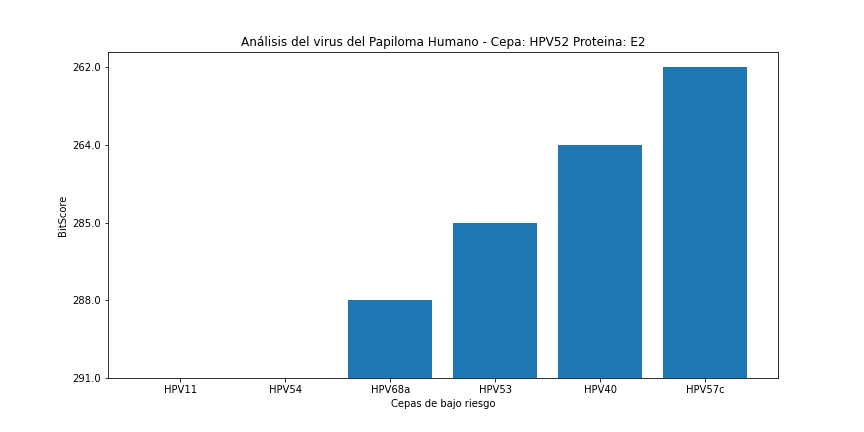 Análisis del virus del Papiloma Humano - Cepa: HPV52 Proteina: E2
262.0
264.0
285.0
288.0
291.0
BitScore
HPV11 HPV54 HPV68a HPV53 HPV40 HPV57c
Cepas de bajo riesgo